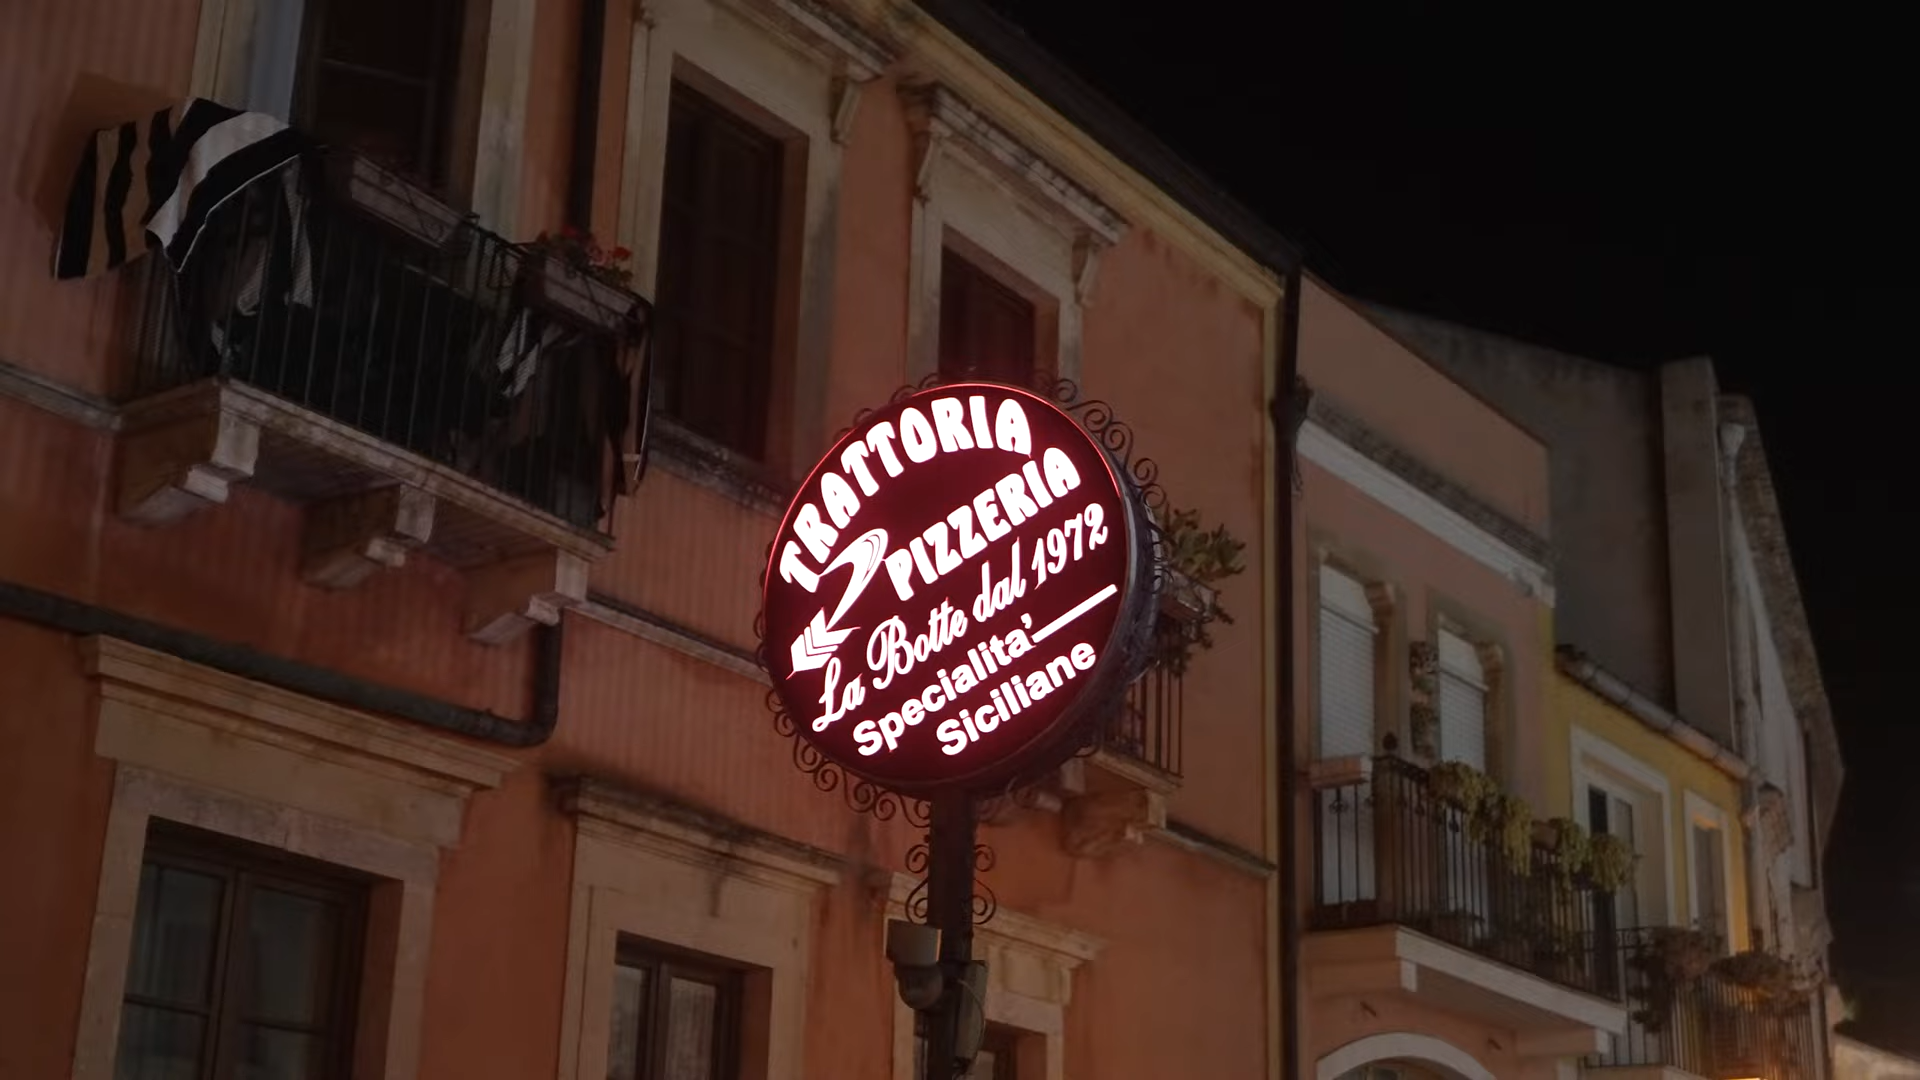 TRATTORIA
PIZZERIA
La Botte dal 1972
Specialita'
Siciliane